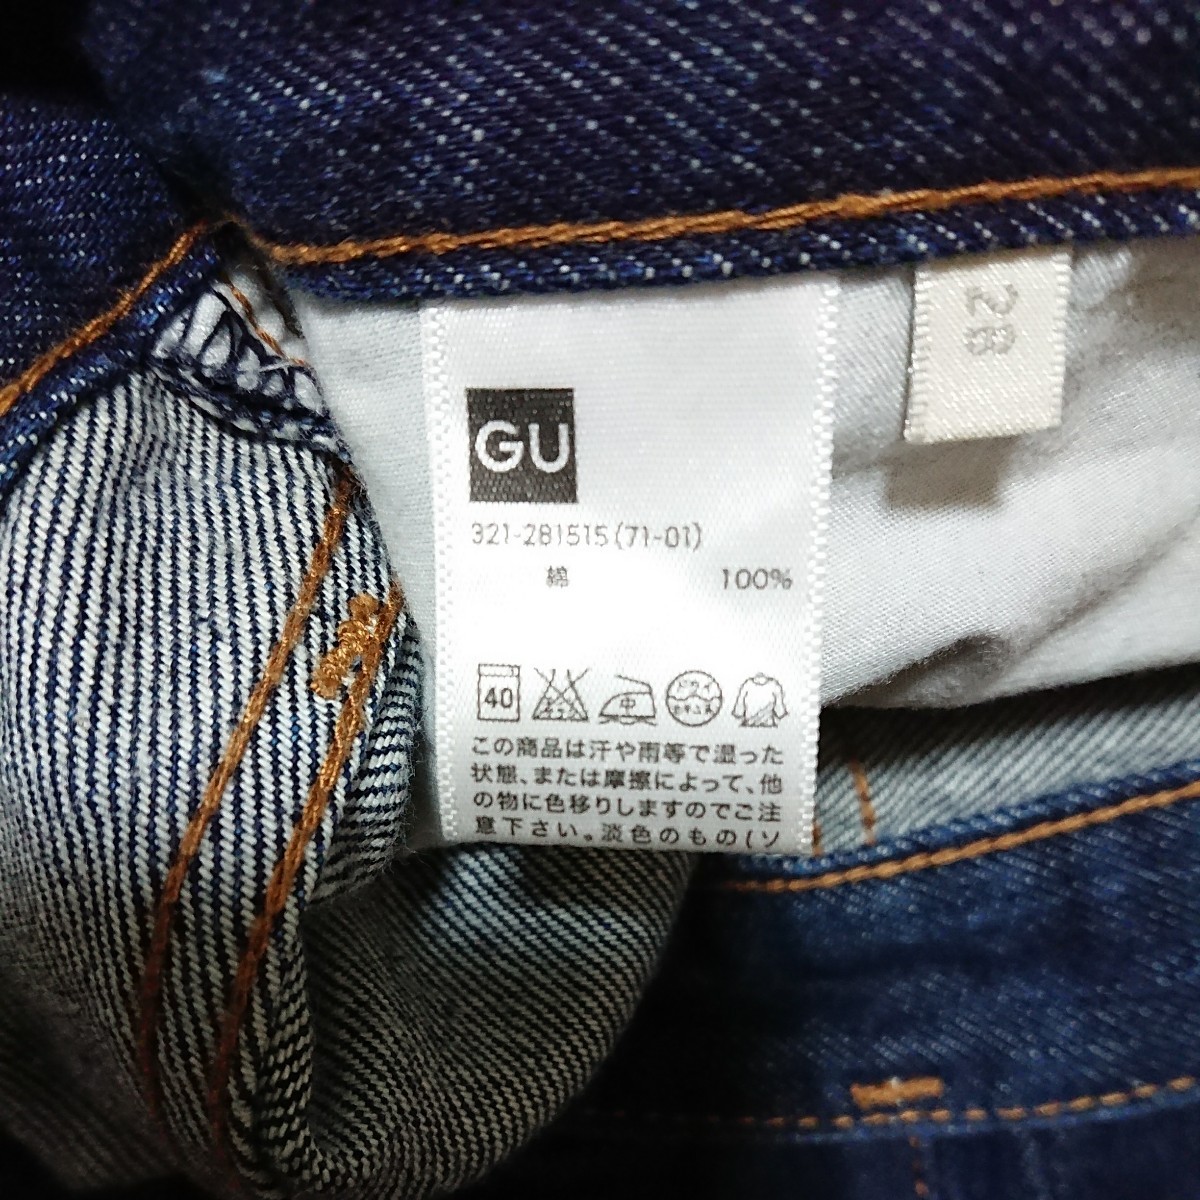 GU
321-281515(71-01)
綿 100%
40
中
この商品は汗や雨等で湿った
状態、または摩擦によって、他
の物に色移りしますのでご注
意下さい。淡色のもの(ソ
28